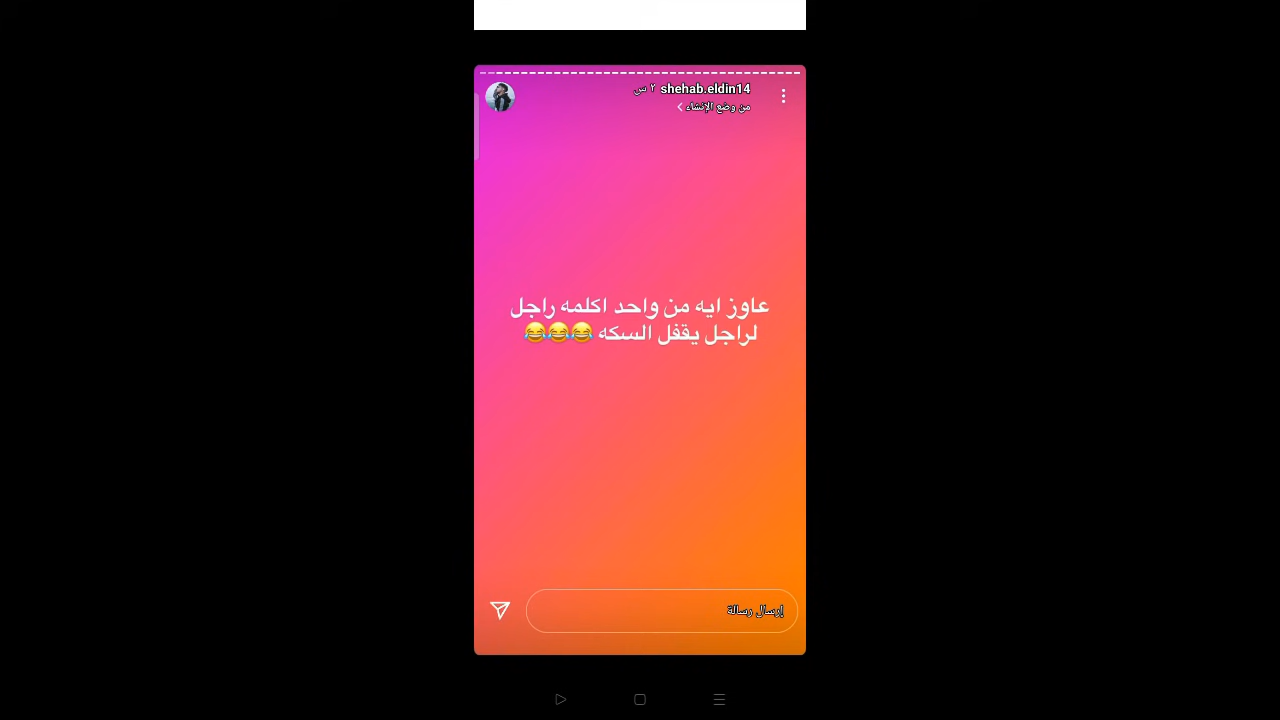 shehab.eldin14 ٢ س
من وضع الإنشاء
عاوز ايه من واحد اكلمه راجل
لراجل يقفل السكه 😂😂😂
إرسال رسالة